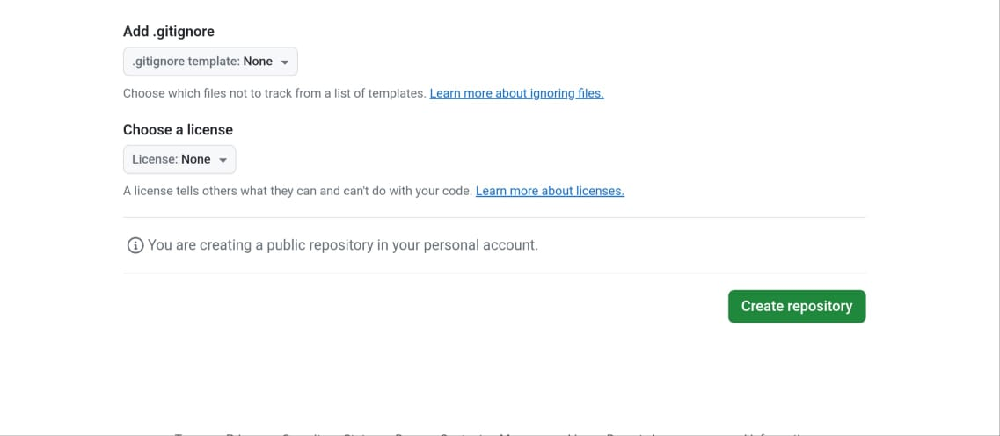 Add .gitignore
.gitignore template: None
Choose which files not to track from a list of templates. Learn more about ignoring files.
Choose a license
License: None
A license tells others what they can and can't do with your code. Learn more about licenses.
You are creating a public repository in your personal account.
Create repository